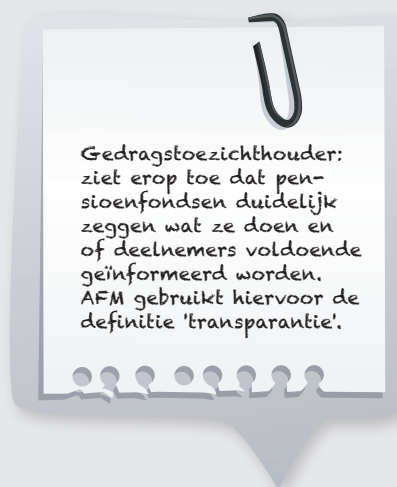 Gedragstoezichthouder:
ziet erop toe dat pen-
sioenfondsen duidelijk
zeggen wat ze doen en
of deelnemers voldoende
geïnformeerd worden.
AFM gebruikt hiervoor de
definitie 'transparantie'.